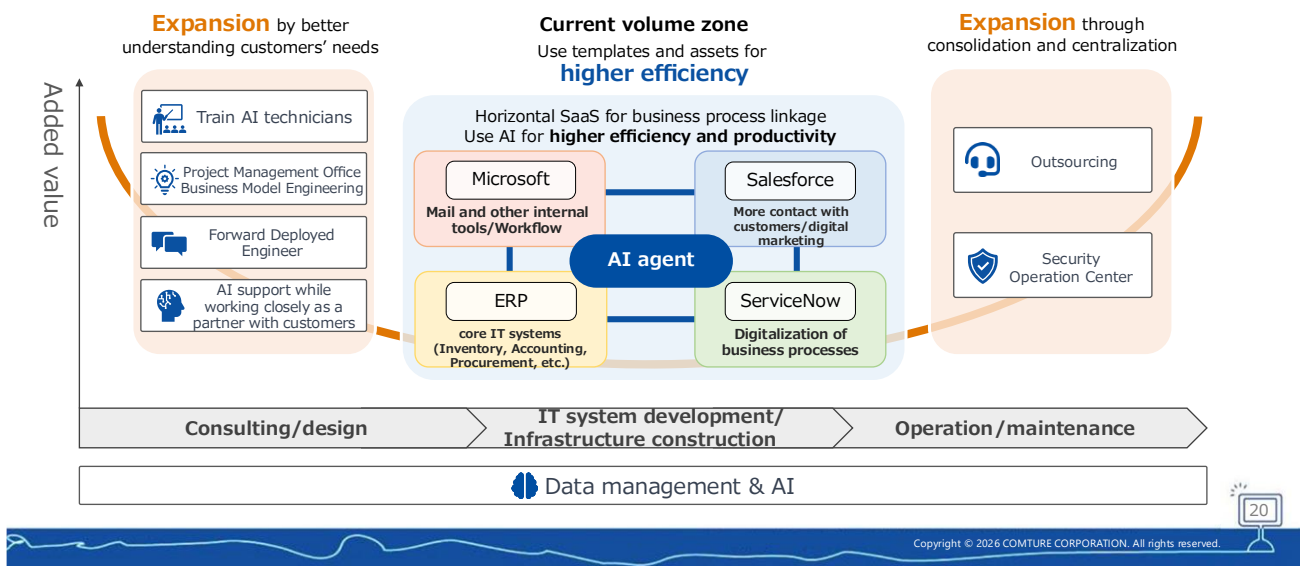 Expansion by better
understanding customers' needs
Current volume zone
Use templates and assets for
higher efficiency
Expansion through
consolidation and centralization
Added value
Train AI technicians
Project Management Office
Business Model Engineering
Forward Deployed
Engineer
AI support while
working closely as a
partner with customers
Horizontal SaaS for business process linkage
Use AI for higher efficiency and productivity
Microsoft
Mail and other internal
tools/Workflow
Salesforce
More contact with
customers/digital
marketing
AI agent
ERP
core IT systems
(Inventory, Accounting,
Procurement, etc.)
ServiceNow
Digitalization of
business processes
Outsourcing
Security
Operation Center
Consulting/design
IT system development/
Infrastructure construction
Operation/maintenance
Data management & AI
20
Copyright © 2026 COMTURE CORPORATION. All rights reserved.